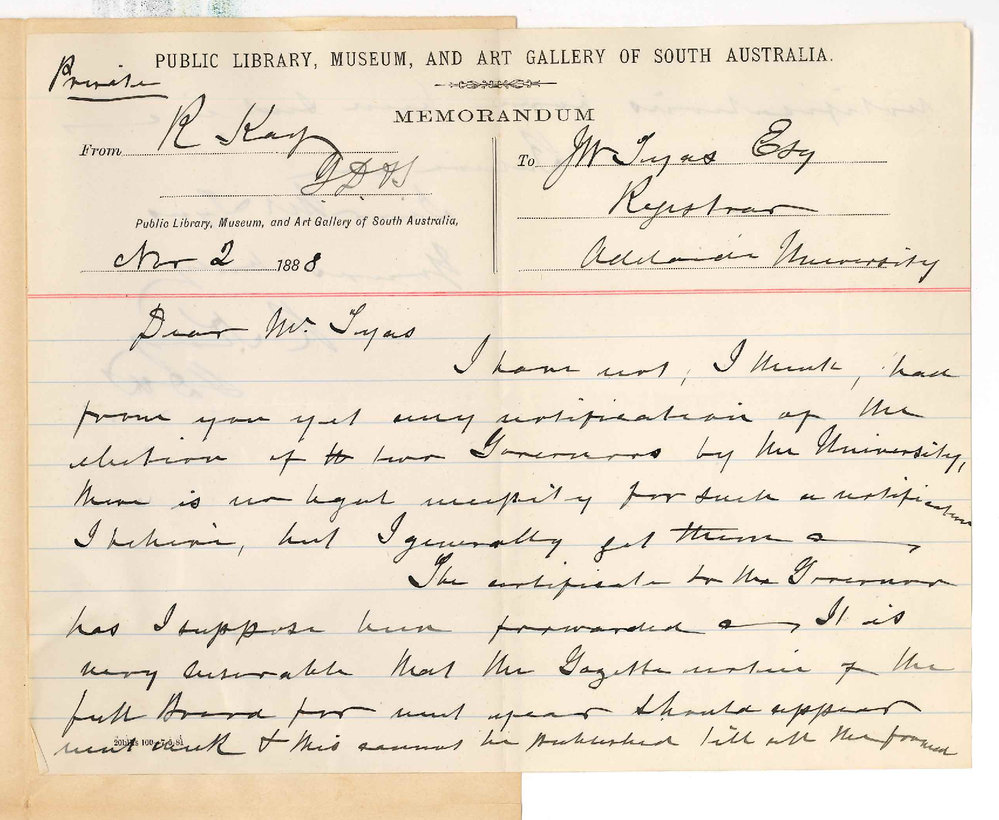 PUBLIC LIBRARY, MUSEUM, AND ART GALLERY OF SOUTH AUSTRALIA.
Private
MEMORANDUM
From R Kay
G.D.&S
Public Library, Museum, and Art Gallery of South Australia,
Nov 2 1888
To JW Tyas Esq
Registrar
Adelaide University
Dear Mr. Tyas
I have not, I think, had
from you yet any notification of the
election of two Governors by the University,
there is no legal necessity for such a notification
I believe, but I generally get them
The certificate to the Governor
has I suppose been forwarded It is
very desirable that the Gazette notice of the
full Board for next year should appear
next week & this cannot be published till all the formal